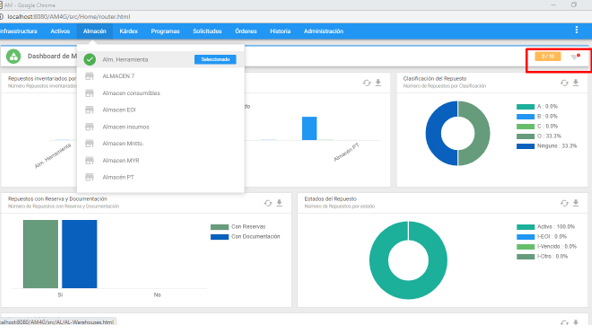 AM - Google Chrome
localhost:8080/AM4G/src/Home/router.html
nfraestructura Activos Almacén Kárdex Programas Solicitudes Órdenes Historia Administración
Dashboard de M
Alm. Herramienta Seleccionado
ALMACEN 7
Almacen consumibles
Almacen EDI
Almacen insumos
Almacen Mntto.
Almacen MYR
Almacén PT
Repuestos inventariados por
Número Repuestos inventariados
Alm. Herramienta
Almacén PT
Clasificación del Repuesto
Número de Repuestos por Clasificación
A : 0.0%
B : 0.0%
C : 0.0%
O : 33.3%
Ninguno : 33.3%
Repuestos con Reserva y Documentación
Número de Repuestos con Reserva y Documentación
Con Reservas
Con Documentación
Si No
Estados del Repuesto
Número de Repuestos por estado
Activo : 100.0%
I-EOI : 0.0%
I-Vencido : 0.0%
I-Otro : 0.0%
alhost:8080/AM4G/src/AL/AL-Warehouses.html